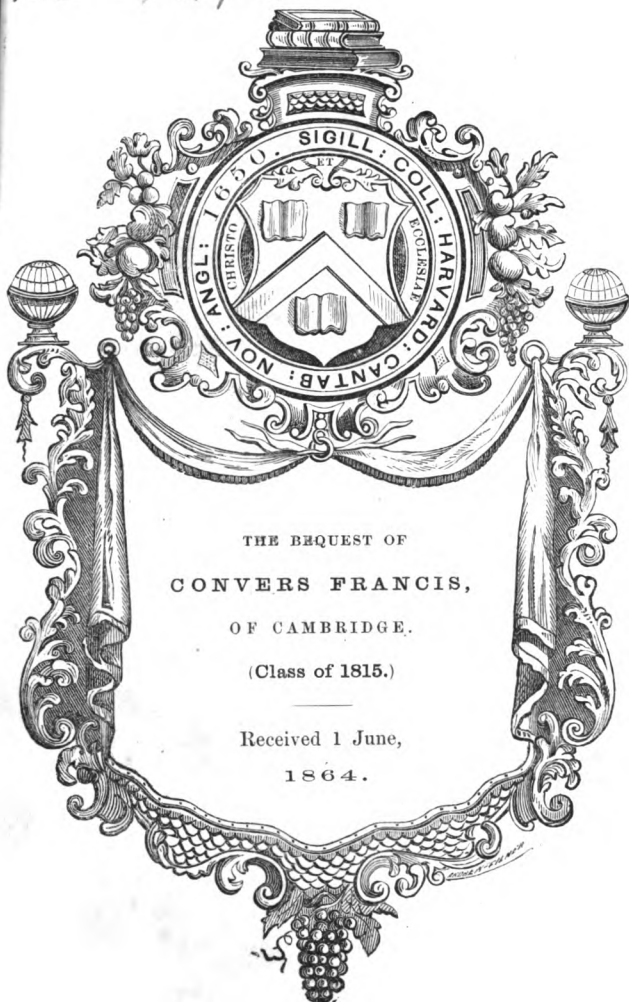 SIGILL: COLL: HARVARD: CANTAB: NOV: ANGL: 1650.
CHRISTO
ET
ECCLESIAE
THE BEQUEST OF
CONVERS FRANCIS,
OF CAMBRIDGE.
(Class of 1815.)
Received 1 June,
1864.